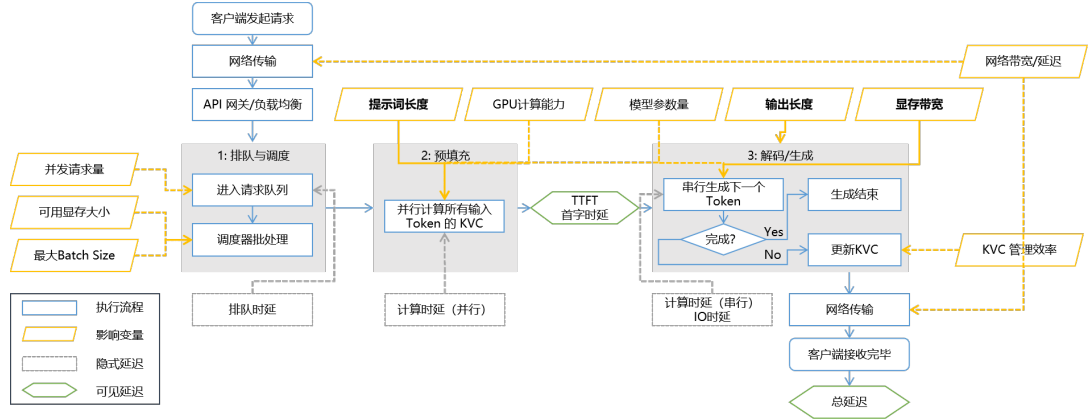 客户端发起请求
网络传输
网络带宽/延迟
API 网关/负载均衡
提示词长度
GPU计算能力
模型参数量
输出长度
显存带宽
1: 排队与调度
2: 预填充
3: 解码/生成
并发请求量
进入请求队列
可用显存大小
调度器批处理
最大Batch Size
并行计算所有输入
Token 的 KVC
TTFT
首字时延
串行生成下一个
Token
生成结束
完成?
Yes
No
更新KVC
KVC 管理效率
排队时延
计算时延（并行）
计算时延（串行）
IO时延
网络传输
客户端接收完毕
总延迟
执行流程
影响变量
隐式延迟
可见延迟